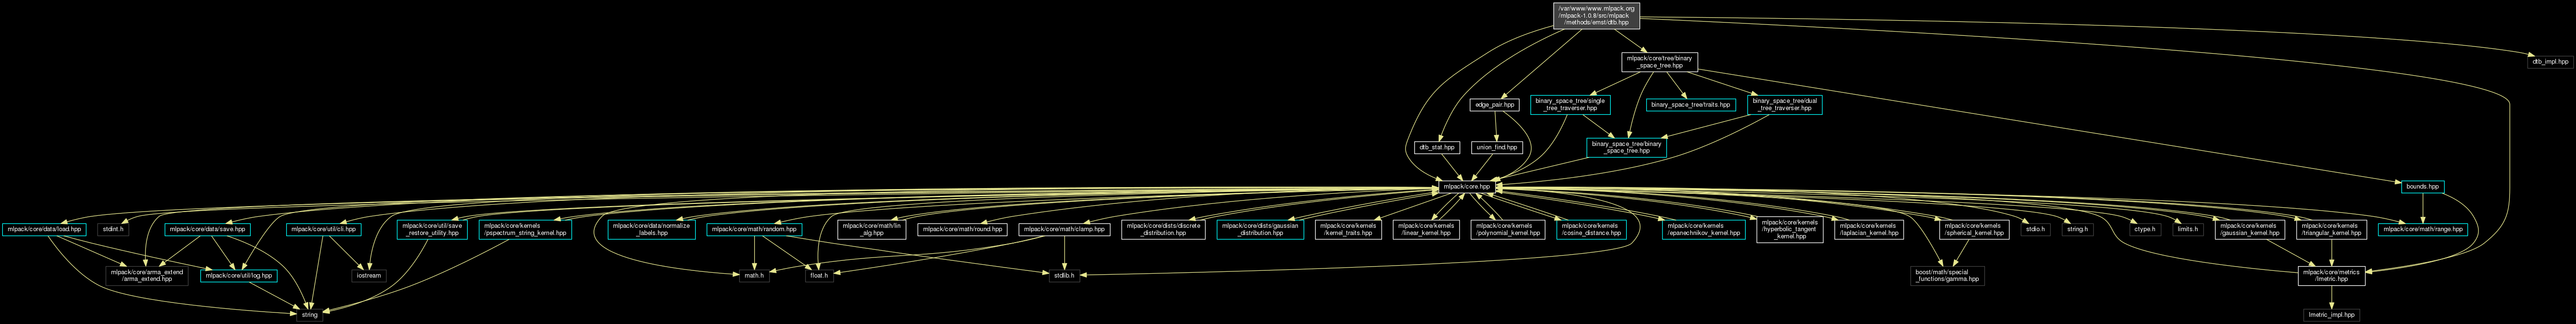 /var/www/www.mlpack.org
/mlpack-1.0.8/src/mlpack
/methods/emst/dtb.hpp
mlpack/core/tree/binary
_space_tree.hpp
dtb_impl.hpp
edge_pair.hpp
binary_space_tree/single
_tree_traverser.hpp
binary_space_tree/traits.hpp
binary_space_tree/dual
_tree_traverser.hpp
dtb_stat.hpp
union_find.hpp
binary_space_tree/binary
_space_tree.hpp
mlpack/core.hpp
bounds.hpp
mlpack/core/data/load.hpp
stdint.h
mlpack/core/data/save.hpp
mlpack/core/util/cli.hpp
mlpack/core/util/save
_restore_utility.hpp
mlpack/core/kernels
/pspectrum_string_kernel.hpp
mlpack/core/data/normalize
_labels.hpp
mlpack/core/math/random.hpp
mlpack/core/math/lin
_alg.hpp
mlpack/core/math/round.hpp
mlpack/core/math/clamp.hpp
mlpack/core/dists/discrete
_distribution.hpp
mlpack/core/dists/gaussian
_distribution.hpp
mlpack/core/kernels
/kernel_traits.hpp
mlpack/core/kernels
/linear_kernel.hpp
mlpack/core/kernels
/polynomial_kernel.hpp
mlpack/core/kernels
/cosine_distance.hpp
mlpack/core/kernels
/epanechnikov_kernel.hpp
mlpack/core/kernels
/hyperbolic_tangent
_kernel.hpp
mlpack/core/kernels
/laplacian_kernel.hpp
mlpack/core/kernels
/spherical_kernel.hpp
stdio.h
string.h
ctype.h
limits.h
mlpack/core/kernels
/gaussian_kernel.hpp
mlpack/core/kernels
/triangular_kernel.hpp
mlpack/core/math/range.hpp
mlpack/core/arma_extend
/arma_extend.hpp
mlpack/core/util/log.hpp
iostream
math.h
float.h
stdlib.h
boost/math/special
_functions/gamma.hpp
mlpack/core/metrics
/lmetric.hpp
string
lmetric_impl.hpp